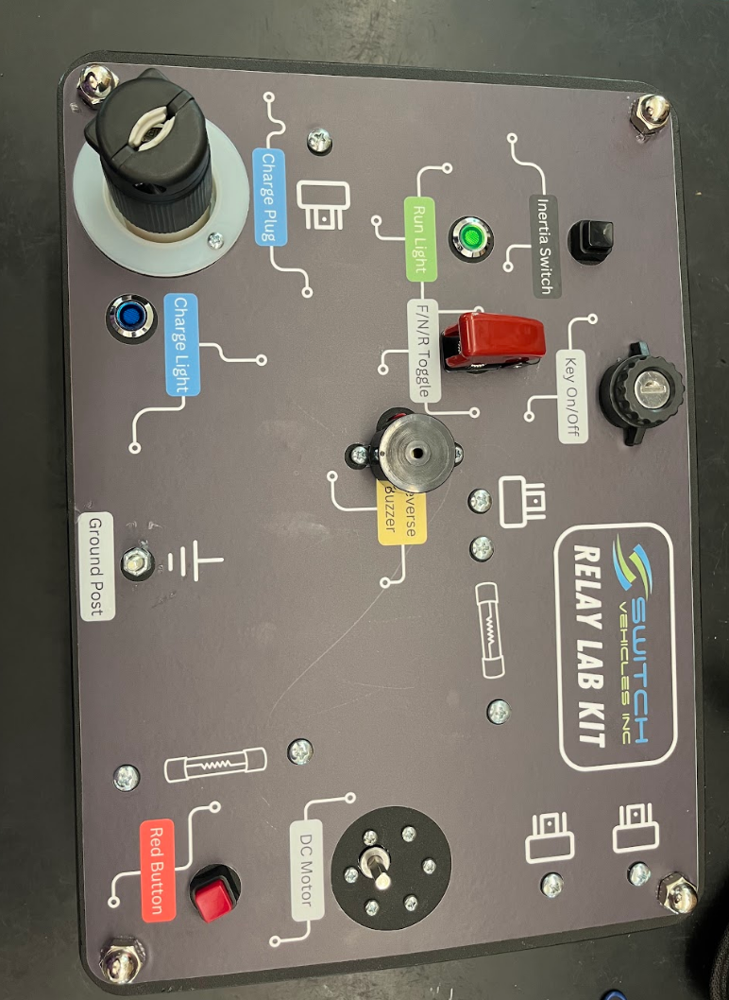 SWITCH
VEHICLES INC
RELAY LAB KIT
Inertia Switch
Key On/Off
Run Light
F/N/R Toggle
everse
Buzzer
Charge Plug
DC Motor
Charge Light
Red Button
Ground Post